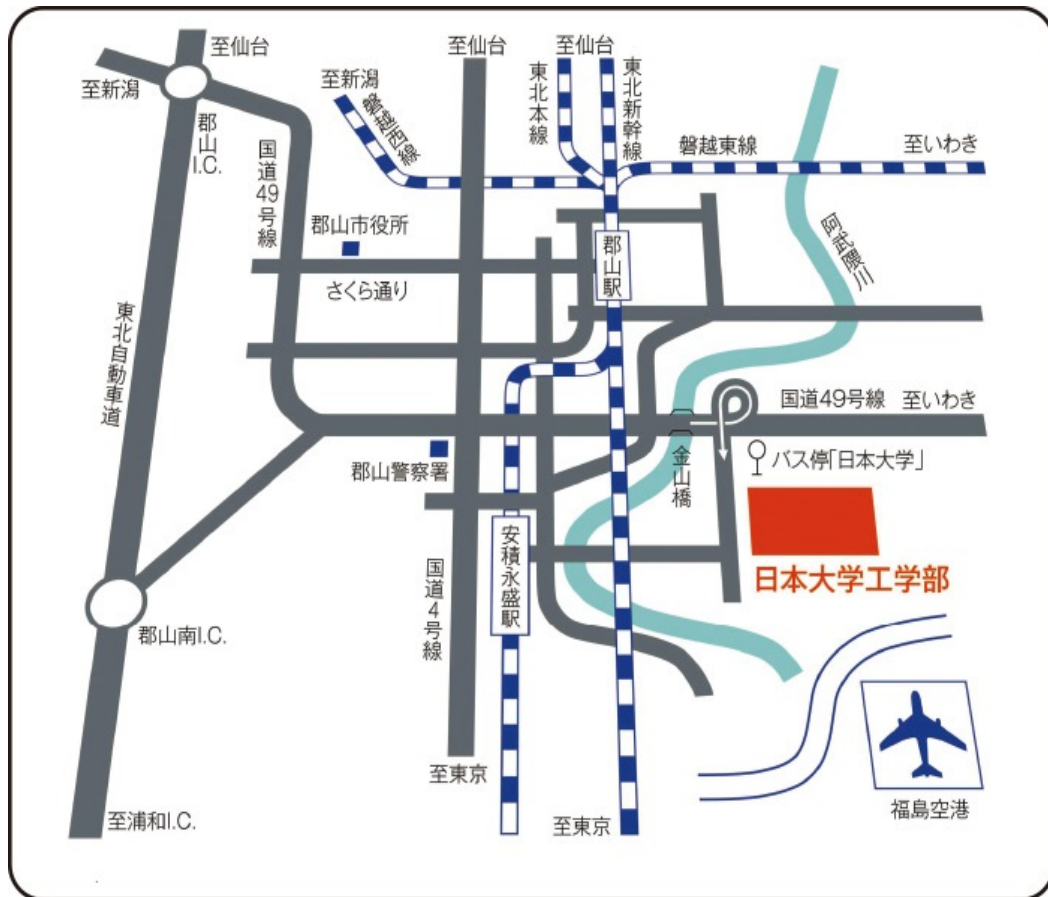 至仙台
至仙台
至仙台
至新潟
至新潟
東北本線
東北新幹線
磐越西線
磐越東線
至いわき
郡山I.C.
国道49号線
郡山市役所
さくら通り
郡山駅
阿武隈川
東北自動車道
国道49号線 至いわき
郡山警察署
金山橋
バス停「日本大学」
安積永盛駅
国道4号線
日本大学工学部
郡山南I.C.
至東京
至東京
至浦和I.C.
福島空港